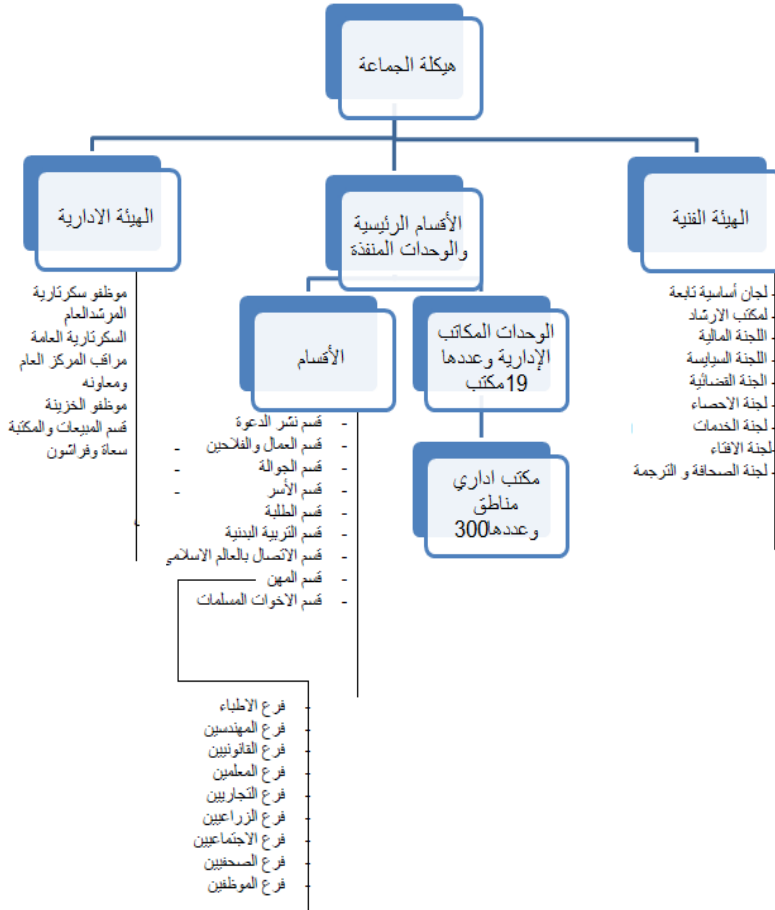 هيكلة الجماعة
الهيئة الفنية
- لجان أساسية تابعة
- لمكتب الارشاد
- اللجنة المالية
- اللجنة السيايسة
- الجنة القضائية
- لجنة الاحصاء
- لجنة الخدمات
- لجنة الافتاء
- لجنة الصحافة و الترجمة
الأقسام الرئيسية
والوحدات المنفذة
الوحدات المكاتب
الإدارية وعددها
19مكتب
مكتب اداري
مناطق
وعددها300
الأقسام
- قسم نشر الدعوة
- قسم العمال والفلاحين
- قسم الجوالة
- قسم الأسر
- قسم الطلبة
- قسم التربية البدنية
- قسم الاتصال بالعالم الاسلامي
- قسم المهن
- قسم الاخوات المسلمات
- فرع الاطباء
- فرع المهندسين
- فرع القانونيين
- فرع المعلمين
- فرع التجاريين
- فرع الزراعيين
- فرع الاجتماعيين
- فرع الصحفيين
- فرع الموظفين
الهيئة الادارية
موظفو سكرتارية
المرشدالعام
السكرتارية العامة
مراقب المركز العام
ومعاونه
موظفو الخزينة
قسم المبيعات والمكتبة
سعاة وفراشون